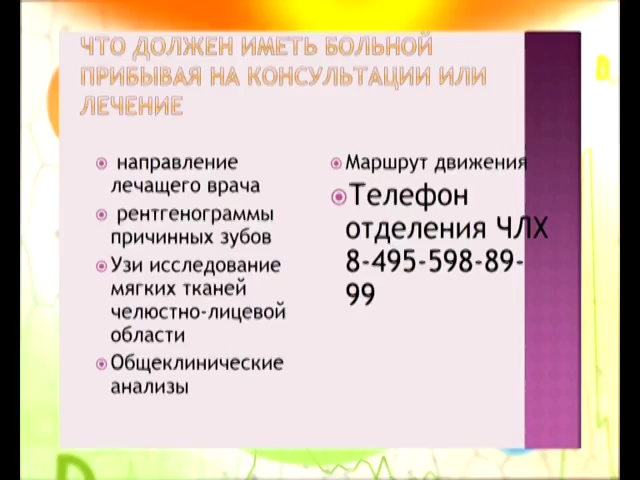 ЧТО ДОЛЖЕН ИМЕТЬ БОЛЬНОЙ
ПРИБЫВАЯ НА КОНСУЛЬТАЦИИ ИЛИ
ЛЕЧЕНИЕ
направление
лечащего врача
рентгенограммы
причинных зубов
Узи исследование
мягких тканей
челюстно-лицевой
области
Общеклинические
анализы
Маршрут движения
Телефон
отделения ЧЛХ
8-495-598-89-
99